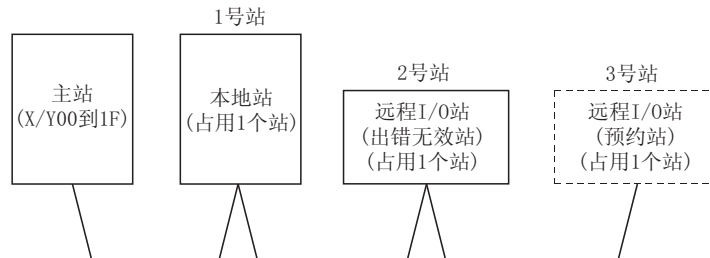 1号站
主站
(X/Y00到1F)
本地站
(占用1个站)
2号站
远程I/O站
(出错无效站)
(占用1个站)
3号站
远程I/O站
(预约站)
(占用1个站)